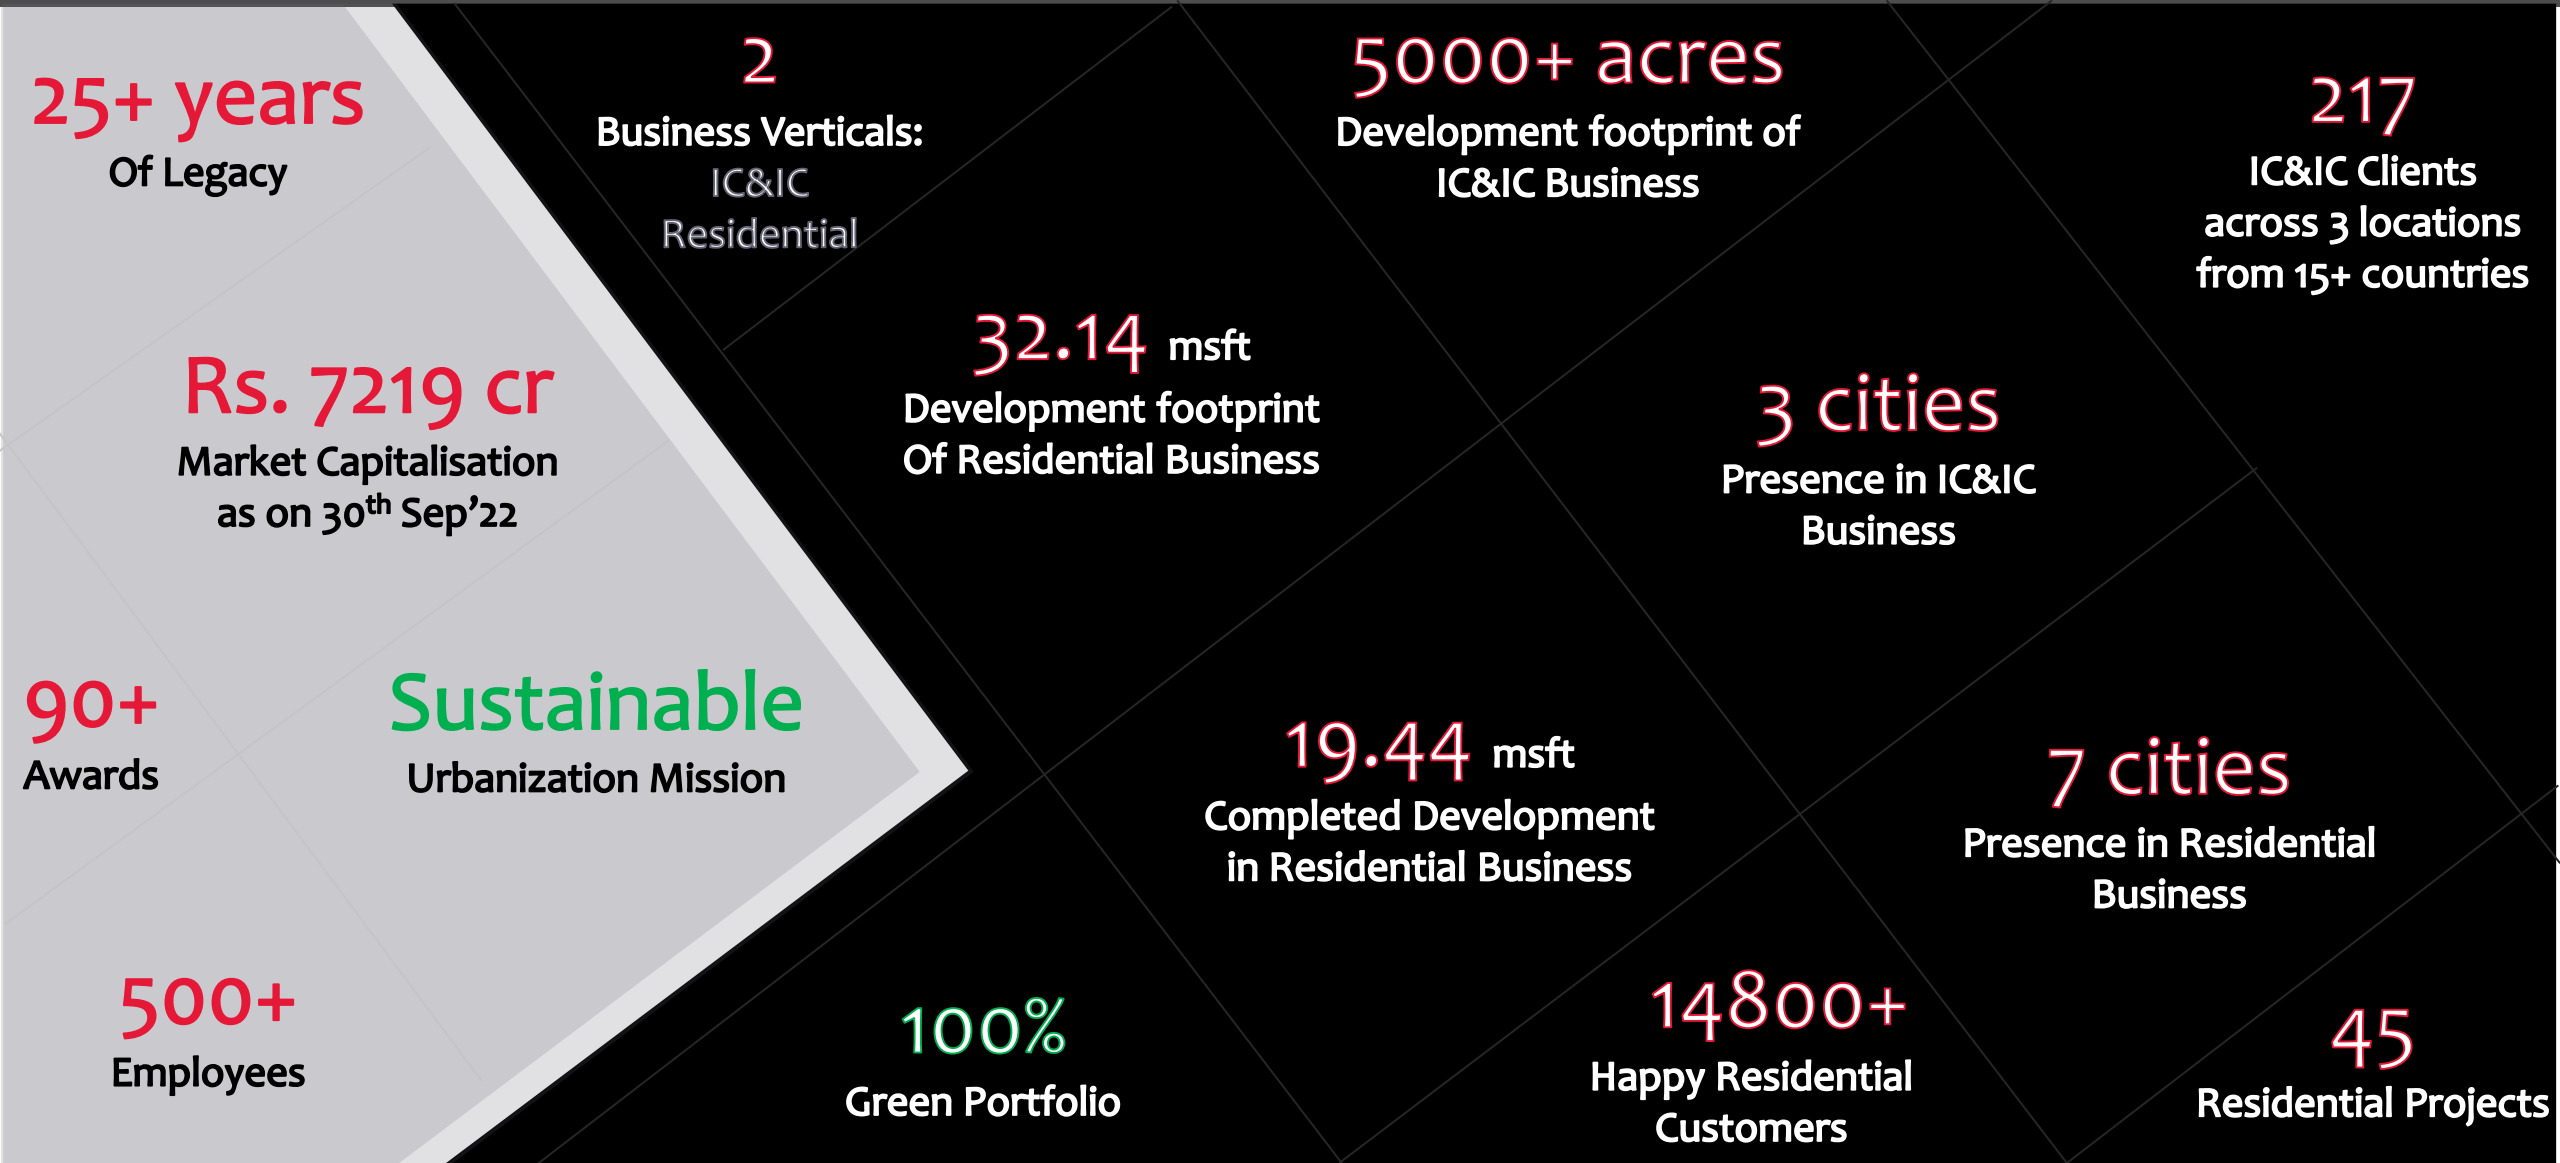 25+ years
Of Legacy
Rs. 7219 cr
Market Capitalisation
as on 30th Sep’22
90+
Awards
Sustainable
Urbanization Mission
500+
Employees
2
Business Verticals:
IC&IC
Residential
5000+ acres
Development footprint of
IC&IC Business
217
IC&IC Clients
across 3 locations
from 15+ countries
32.14 msft
Development footprint
Of Residential Business
3 cities
Presence in IC&IC
Business
19.44 msft
Completed Development
in Residential Business
7 cities
Presence in Residential
Business
100%
Green Portfolio
14800+
Happy Residential
Customers
45
Residential Projects